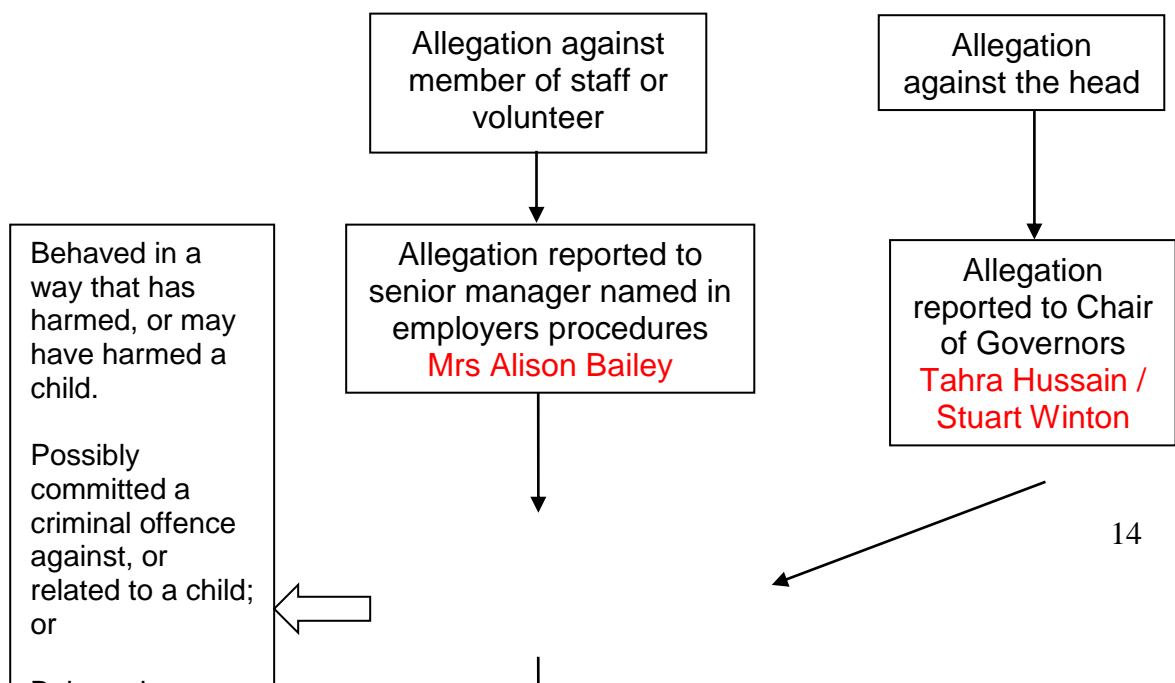 Allegation against
member of staff or
volunteer
Allegation
against the head
Behaved in a
way that has
harmed, or may
have harmed a
child.
Possibly
committed a
criminal offence
against, or
related to a child;
or
Allegation reported to
senior manager named in
employers procedures
Mrs Alison Bailey
Allegation
reported to Chair
of Governors
Tahra Hussain /
Stuart Winton
14